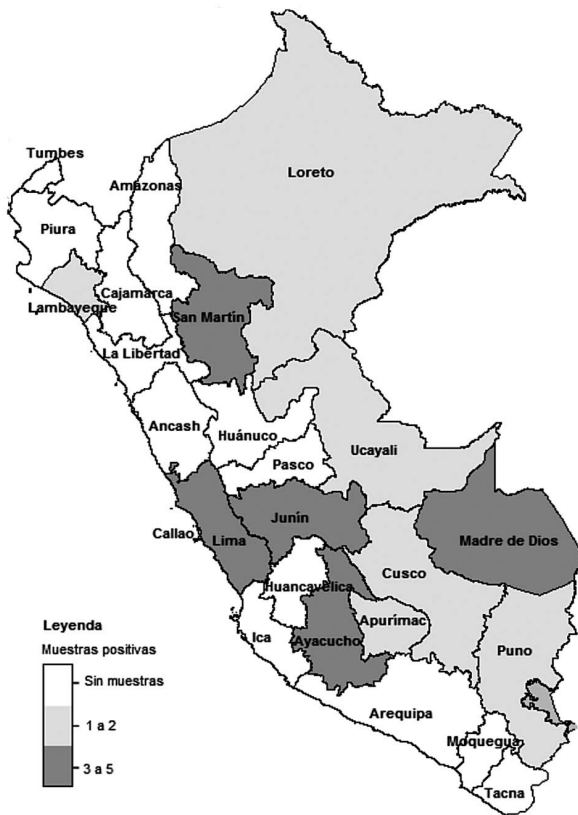 Tumbes
Amazonas
Loreto
Piura
Cajamarca
Lambayeque
San Martín
La Libertad
Ancash
Huánuco
Ucayali
Pasco
Junín
Callao
Lima
Madre de Dios
Cusco
Huancavelica
Apurímac
Ica
Ayacucho
Puno
Arequipa
Moquegua
Tacna
Leyenda
Muestras positivas
Sin muestras
1 a 2
3 a 5